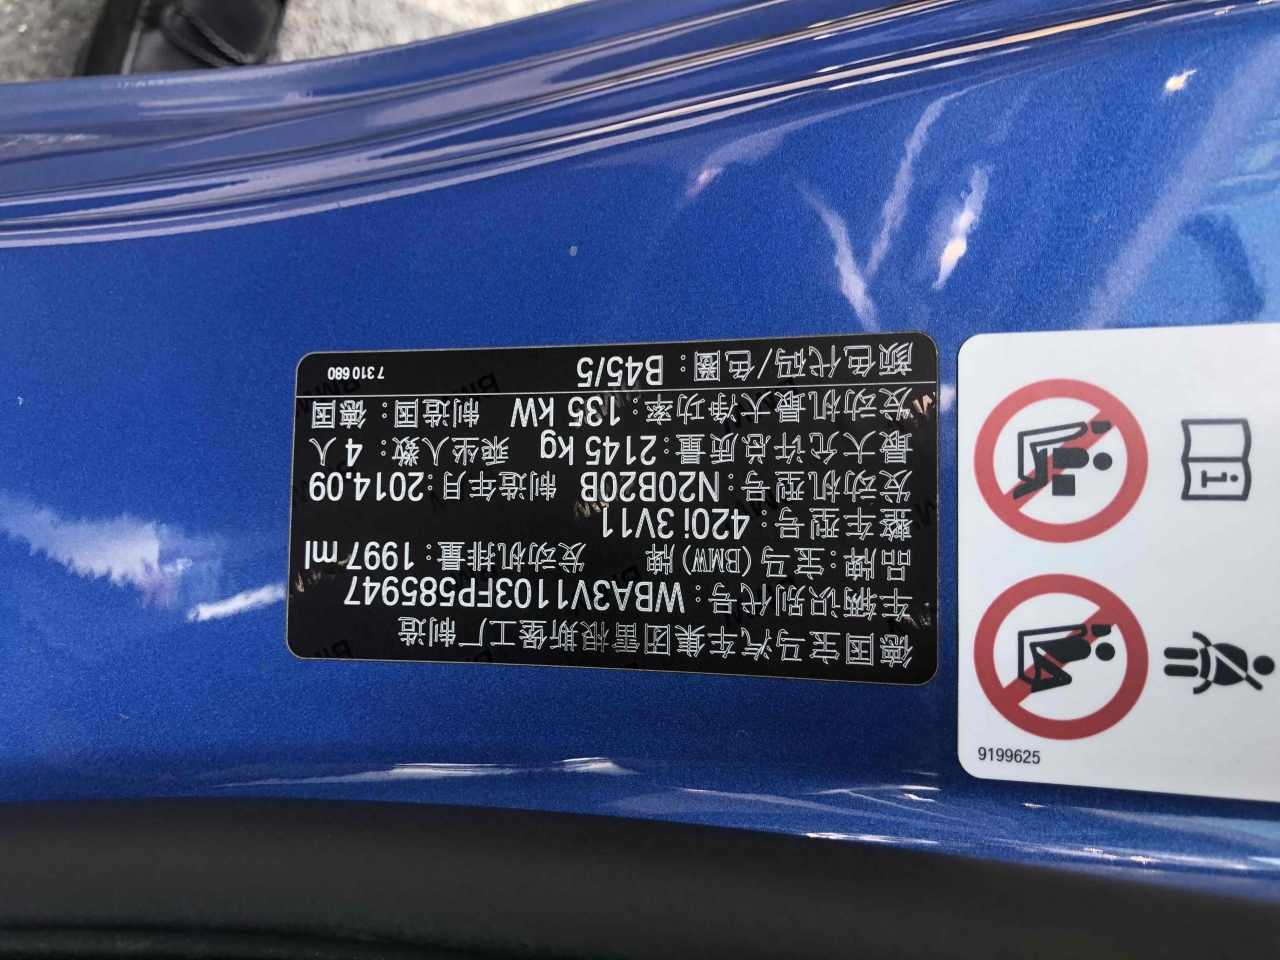 德国宝马汽车集团雷根斯堡工厂制造
车辆识别代号：WBA3V1103FP585947
品牌：宝马(BMW)牌 发动机排量：1997 ml
整车型号：420i 3V11
发动机型号：N20B20B 制造年月：2014.09
最大允许总质量：2145 kg 乘坐人数：4 人
发动机最大净功率：135 kW 制造国：德国
颜色代码/色圈：B45/5 7 310 680
9199625